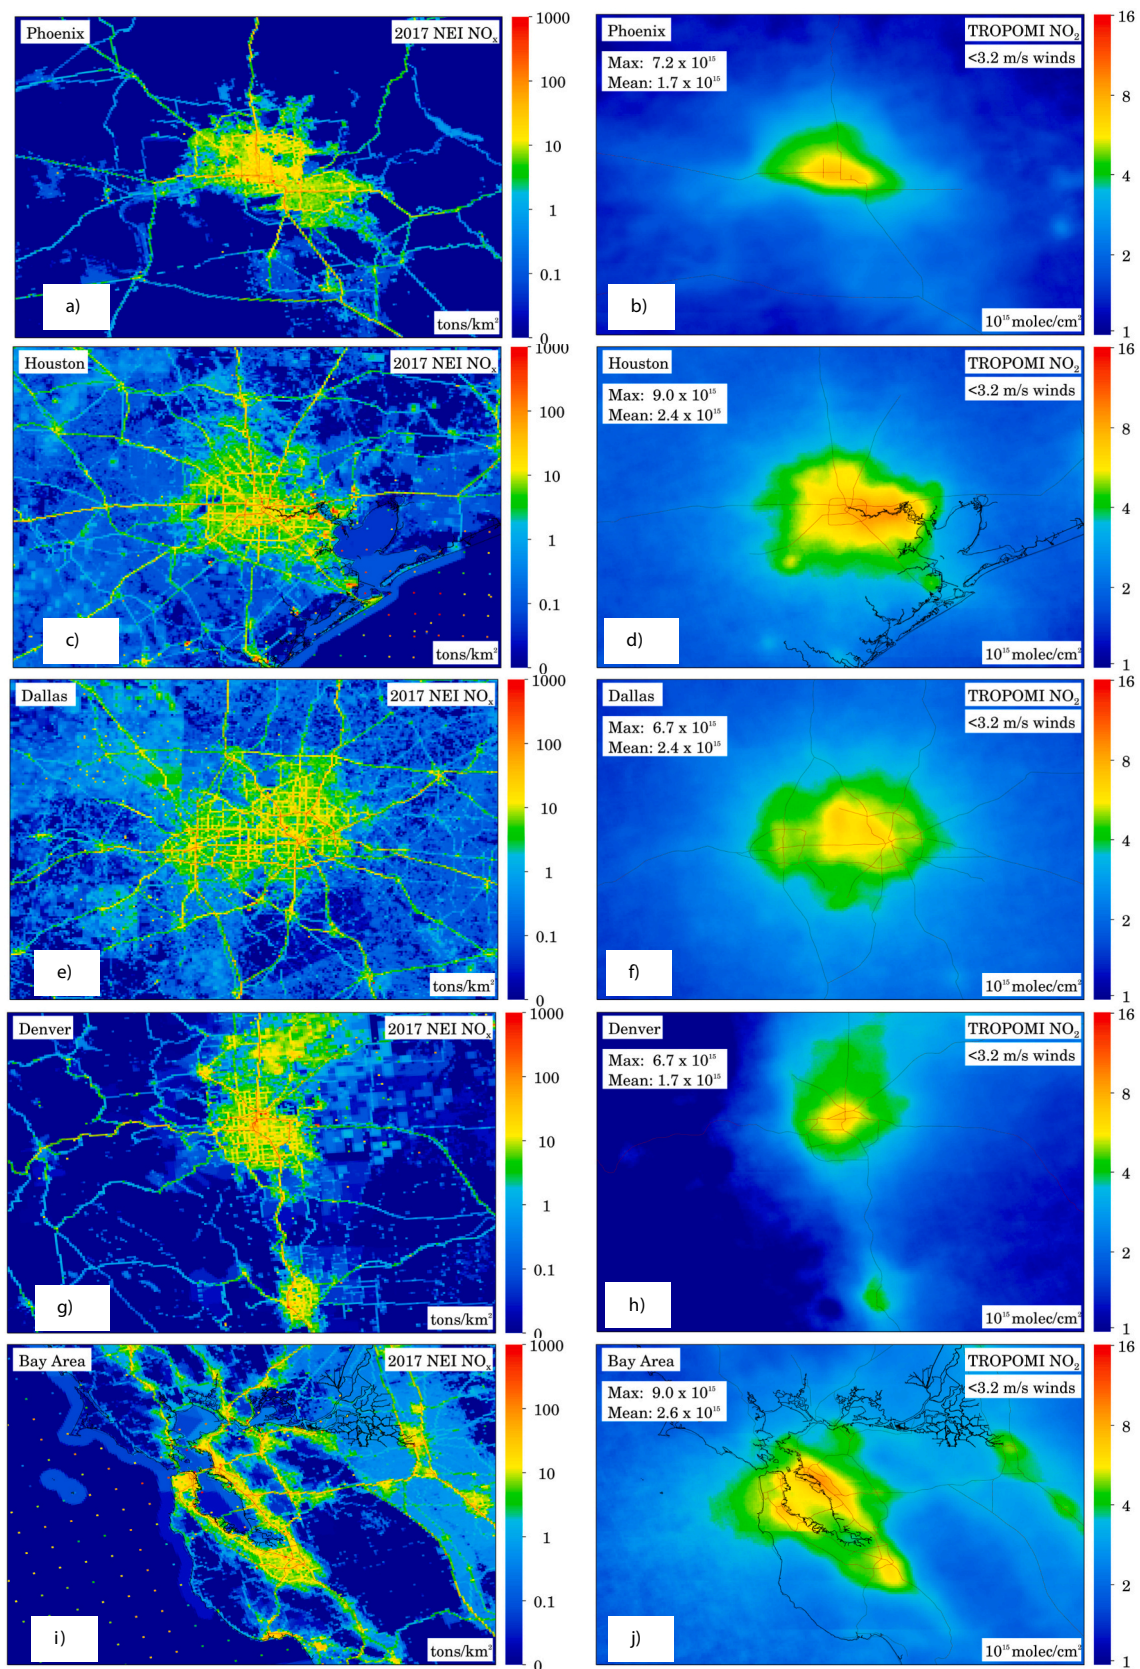 Phoenix
2017 NEI NOₓ
1000
100
10
1
0.1
0
a)
tons/km²
Phoenix
TROPOMI NO₂
<3.2 m/s winds
Max: 7.2 x 10¹⁵
Mean: 1.7 x 10¹⁵
16
8
4
2
1
b)
10¹⁵ molec/cm²
Houston
2017 NEI NOₓ
1000
100
10
1
0.1
0
c)
tons/km²
Houston
TROPOMI NO₂
<3.2 m/s winds
Max: 9.0 x 10¹⁵
Mean: 2.4 x 10¹⁵
16
8
4
2
1
d)
10¹⁵ molec/cm²
Dallas
2017 NEI NOₓ
1000
100
10
1
0.1
0
e)
tons/km²
Dallas
TROPOMI NO₂
<3.2 m/s winds
Max: 6.7 x 10¹⁵
Mean: 2.4 x 10¹⁵
16
8
4
2
1
f)
10¹⁵ molec/cm²
Denver
2017 NEI NOₓ
1000
100
10
1
0.1
0
g)
tons/km²
Denver
TROPOMI NO₂
<3.2 m/s winds
Max: 6.7 x 10¹⁵
Mean: 1.7 x 10¹⁵
16
8
4
2
1
h)
10¹⁵ molec/cm²
Bay Area
2017 NEI NOₓ
1000
100
10
1
0.1
0
i)
tons/km²
Bay Area
TROPOMI NO₂
<3.2 m/s winds
Max: 9.0 x 10¹⁵
Mean: 2.6 x 10¹⁵
16
8
4
2
1
j)
10¹⁵ molec/cm²